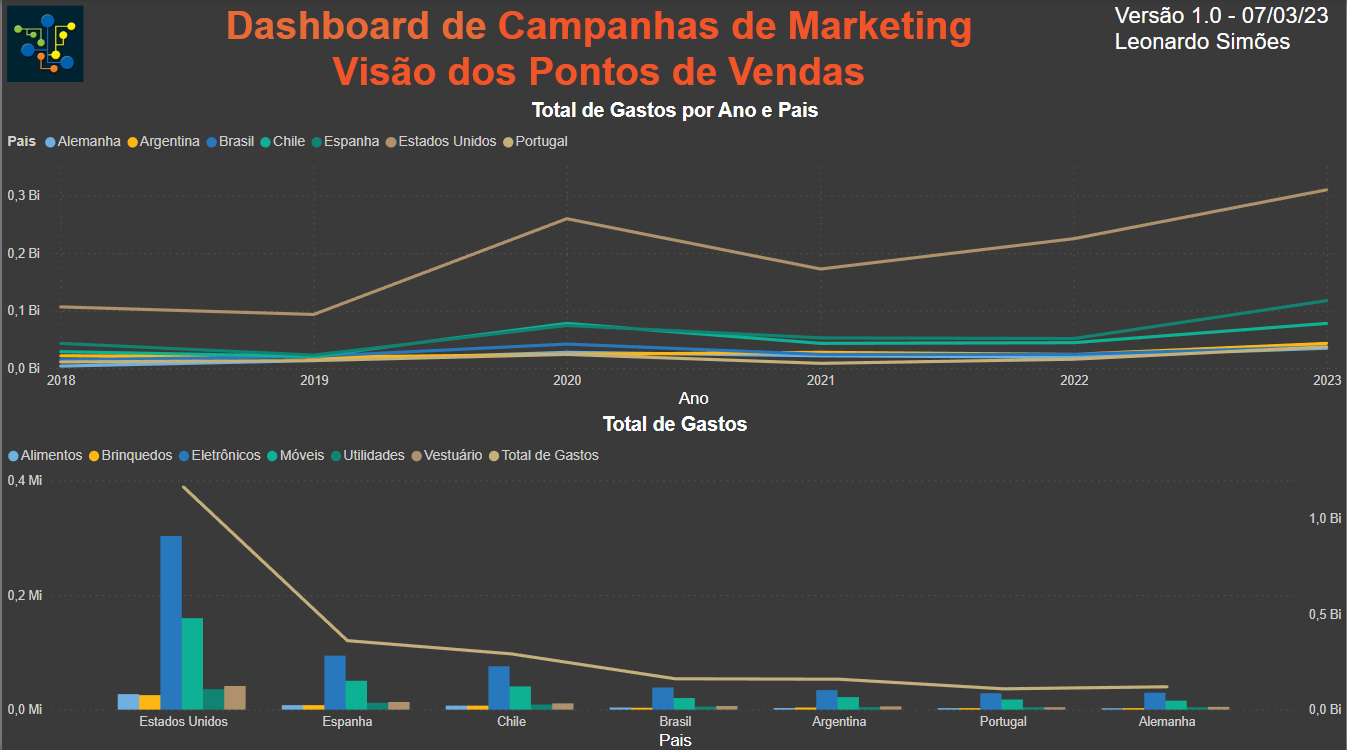 Dashboard de Campanhas de Marketing
Visão dos Pontos de Vendas
Versão 1.0 - 07/03/23
Leonardo Simões
Total de Gastos por Ano e Pais
Pais Alemanha Argentina Brasil Chile Espanha Estados Unidos Portugal
0,3 Bi
0,2 Bi
0,1 Bi
0,0 Bi
2018 2019 2020 2021 2022 2023
Ano
Total de Gastos
Alimentos Brinquedos Eletrônicos Móveis Utilidades Vestuário Total de Gastos
0,4 Mi
1,0 Bi
0,2 Mi
0,5 Bi
0,0 Mi
0,0 Bi
Estados Unidos Espanha Chile Brasil Argentina Portugal Alemanha
Pais